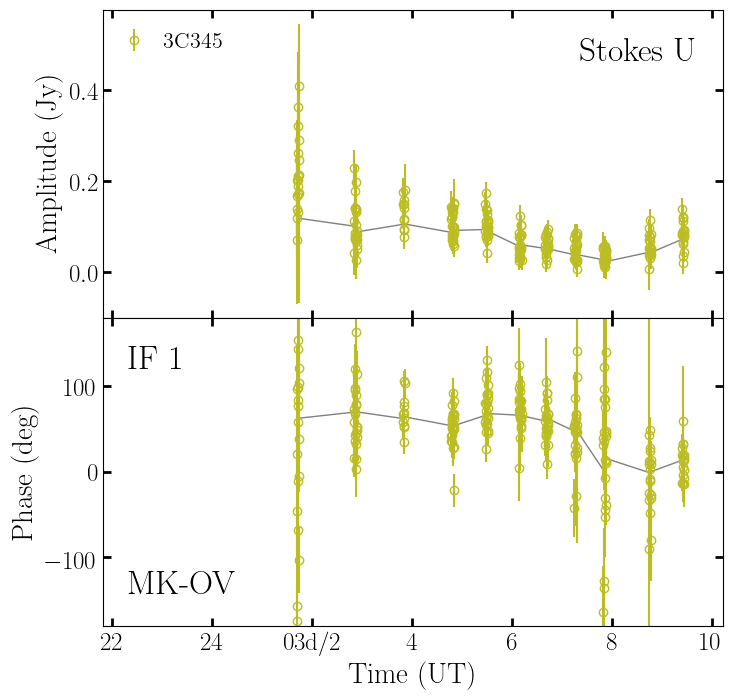 3C345
Stokes U
Amplitude (Jy)
0.4
0.2
0.0
IF 1
MK-OV
Phase (deg)
100
0
−100
22 24 03d/2 4 6 8 10
Time (UT)